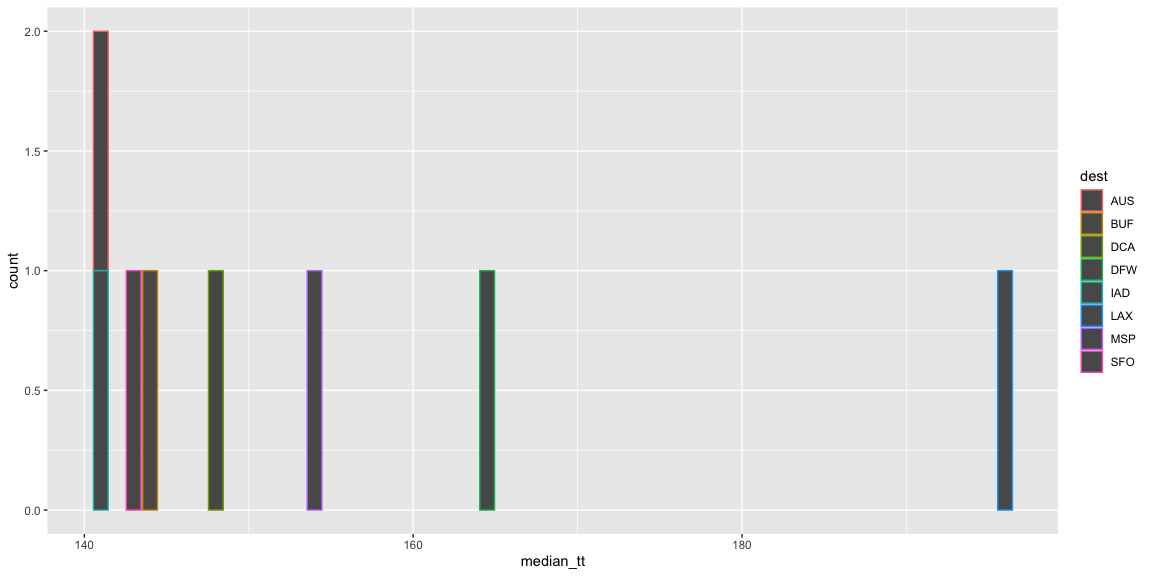 2.0
1.5
1.0
0.5
0.0
count
140
160
180
median_tt
dest
AUS
BUF
DCA
DFW
IAD
LAX
MSP
SFO